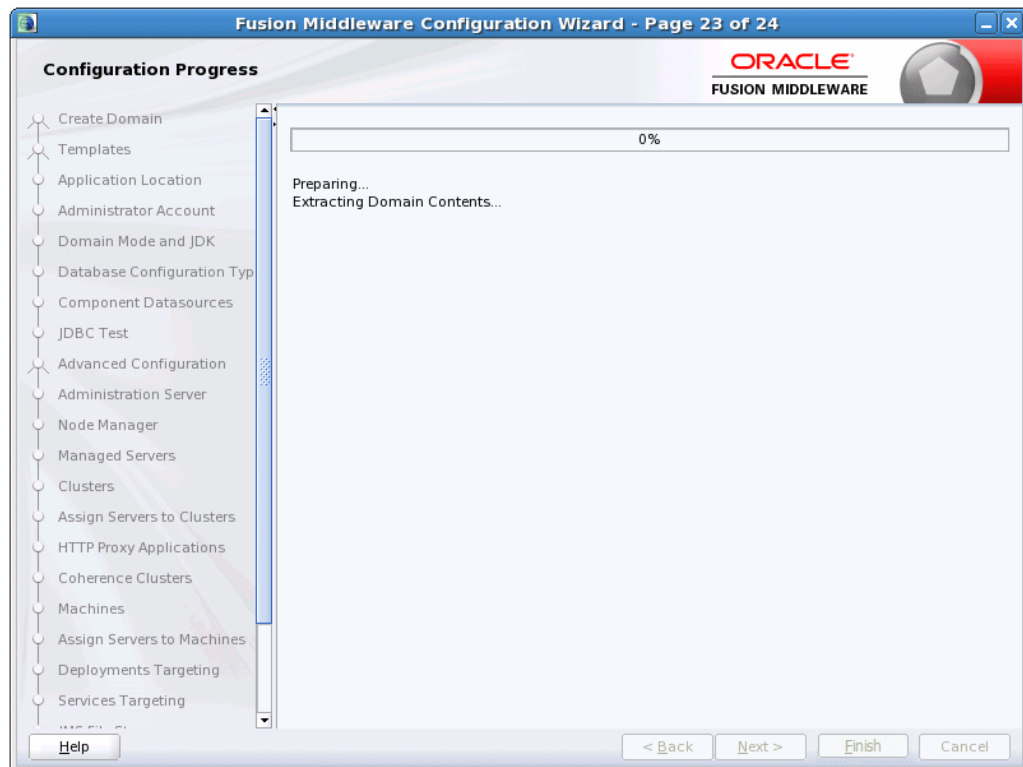 Fusion Middleware Configuration Wizard - Page 23 of 24
Configuration Progress
ORACLE
FUSION MIDDLEWARE
Create Domain
Templates
Application Location
Administrator Account
Domain Mode and JDK
Database Configuration Typ
Component Datasources
JDBC Test
Advanced Configuration
Administration Server
Node Manager
Managed Servers
Clusters
Assign Servers to Clusters
HTTP Proxy Applications
Coherence Clusters
Machines
Assign Servers to Machines
Deployments Targeting
Services Targeting
0%
Preparing...
Extracting Domain Contents...
Help
< Back
Next >
Finish
Cancel